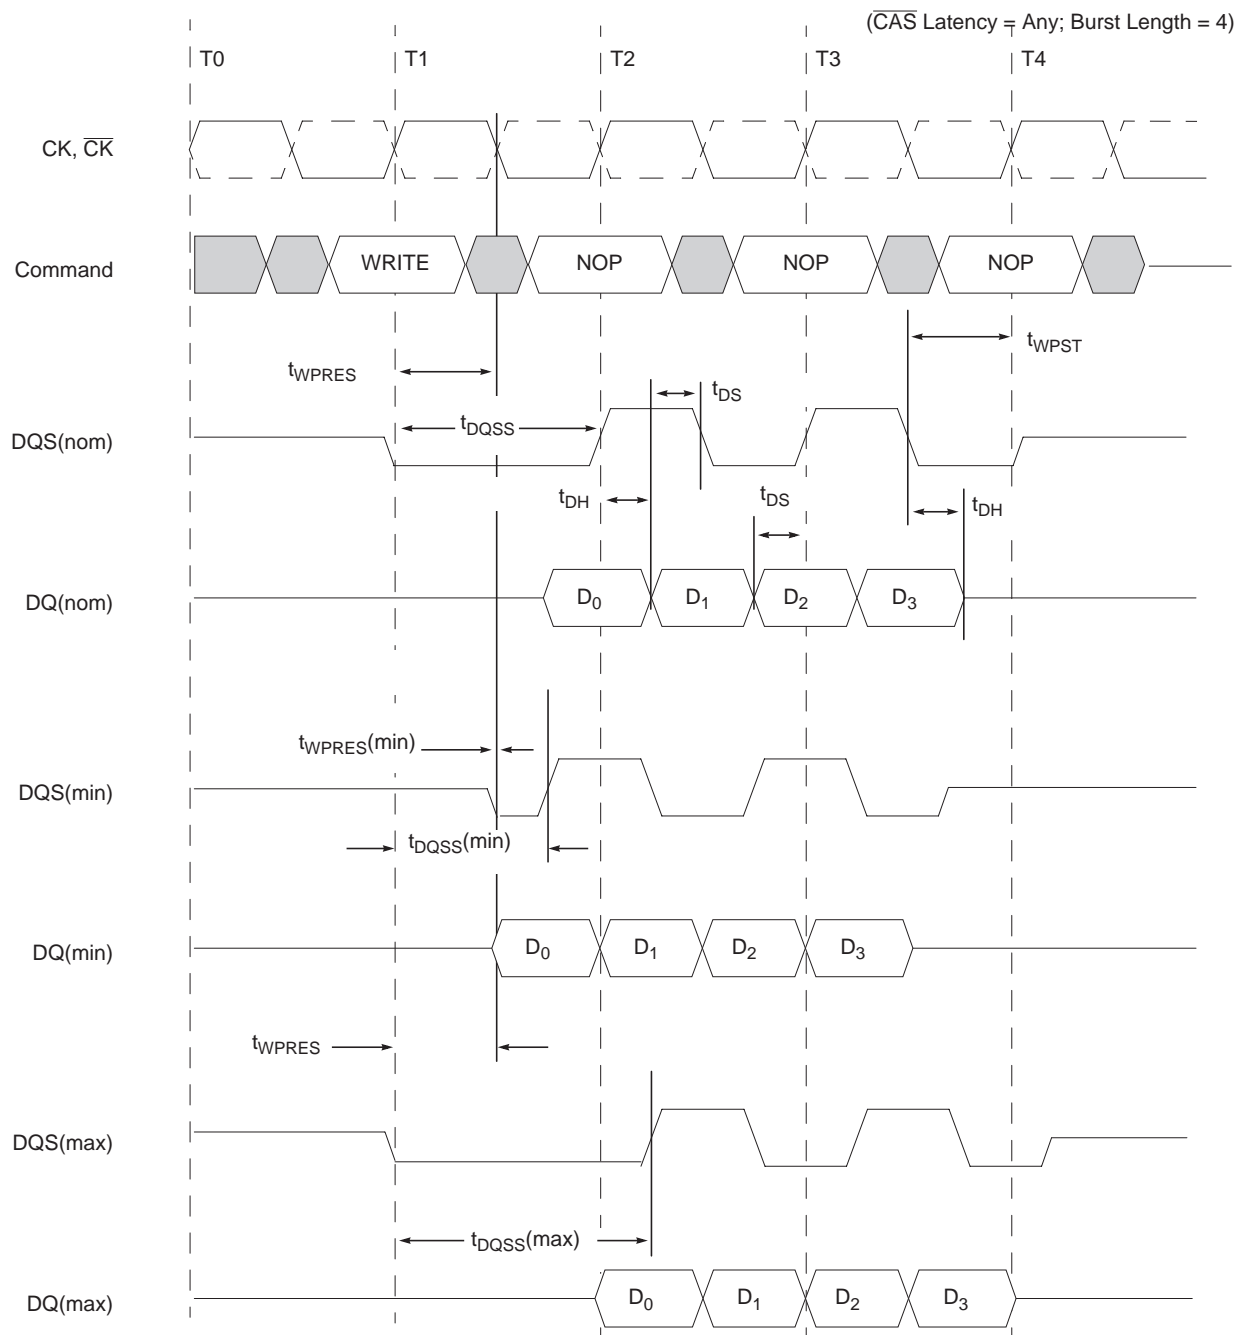 (C̅A̅S̅ Latency = Any; Burst Length = 4)
T0 T1 T2 T3 T4
CK, C̅K̅
Command WRITE NOP NOP NOP
tWPST
tWPRES
tDS
tDQSS
DQS(nom)
tDH tDS tDH
DQ(nom) D0 D1 D2 D3
tWPRES(min)
DQS(min)
tDQSS(min)
DQ(min) D0 D1 D2 D3
tWPRES
DQS(max)
tDQSS(max)
DQ(max) D0 D1 D2 D3